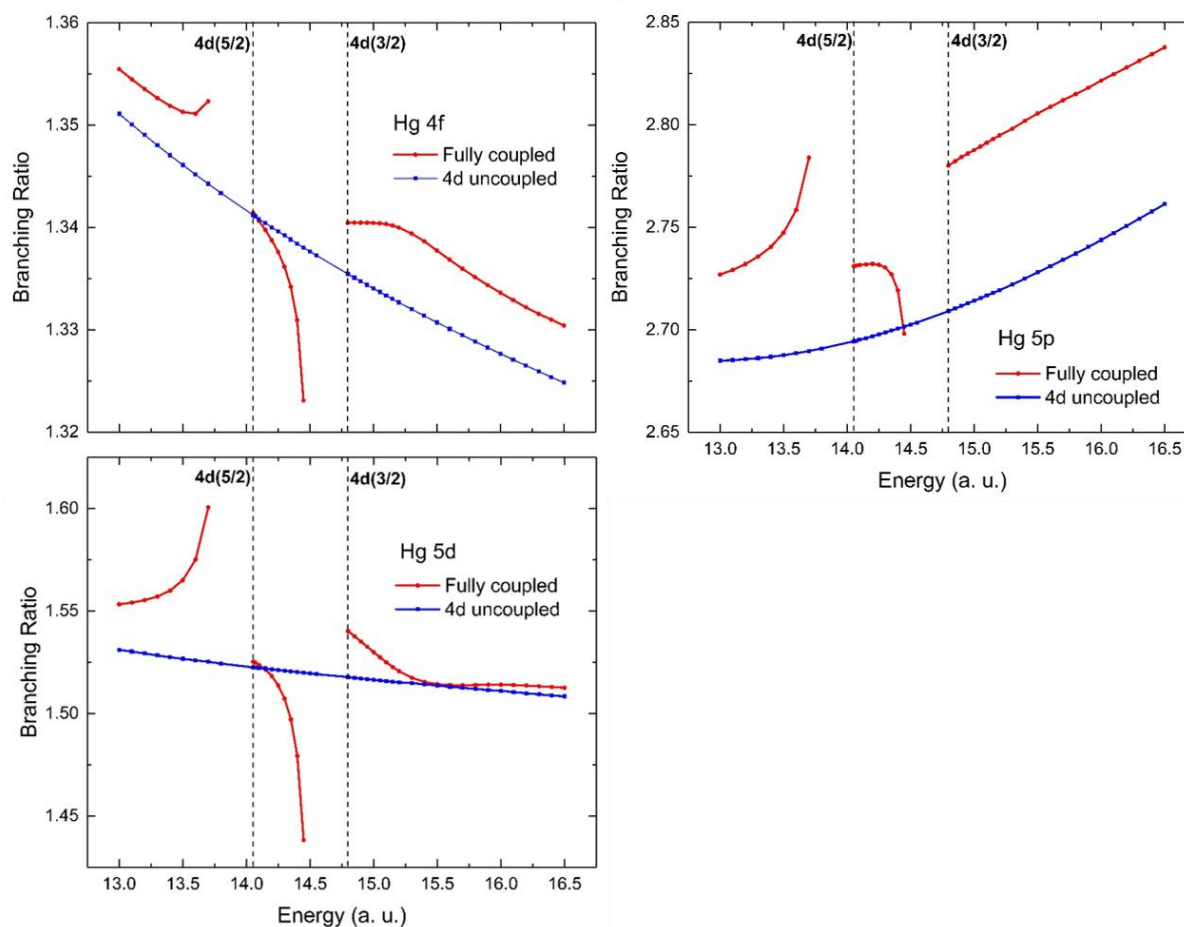 1.36
1.35
1.34
1.33
1.32
Branching Ratio
4d(5/2)
4d(3/2)
Hg 4f
Fully coupled
4d uncoupled
2.85
2.80
2.75
2.70
2.65
Branching Ratio
4d(5/2)
4d(3/2)
Hg 5p
Fully coupled
4d uncoupled
13.0 13.5 14.0 14.5 15.0 15.5 16.0 16.5
Energy (a. u.)
1.60
1.55
1.50
1.45
Branching Ratio
4d(5/2)
4d(3/2)
Hg 5d
Fully coupled
4d uncoupled
13.0 13.5 14.0 14.5 15.0 15.5 16.0 16.5
Energy (a. u.)